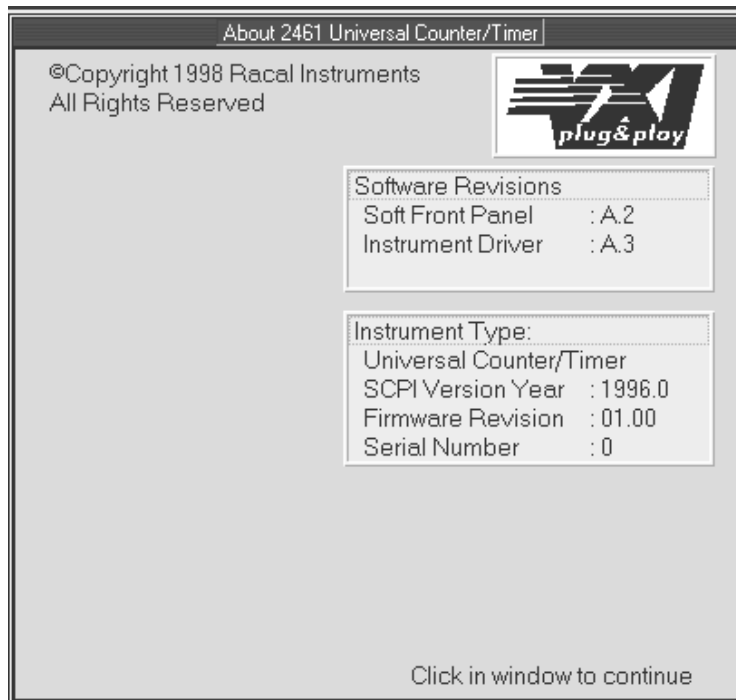 About 2461 Universal Counter/Timer
©Copyright 1998 Racal Instruments
All Rights Reserved
VXI
plug&play
Software Revisions
Soft Front Panel : A.2
Instrument Driver : A.3
Instrument Type:
Universal Counter/Timer
SCPI Version Year : 1996.0
Firmware Revision : 01.00
Serial Number : 0
Click in window to continue